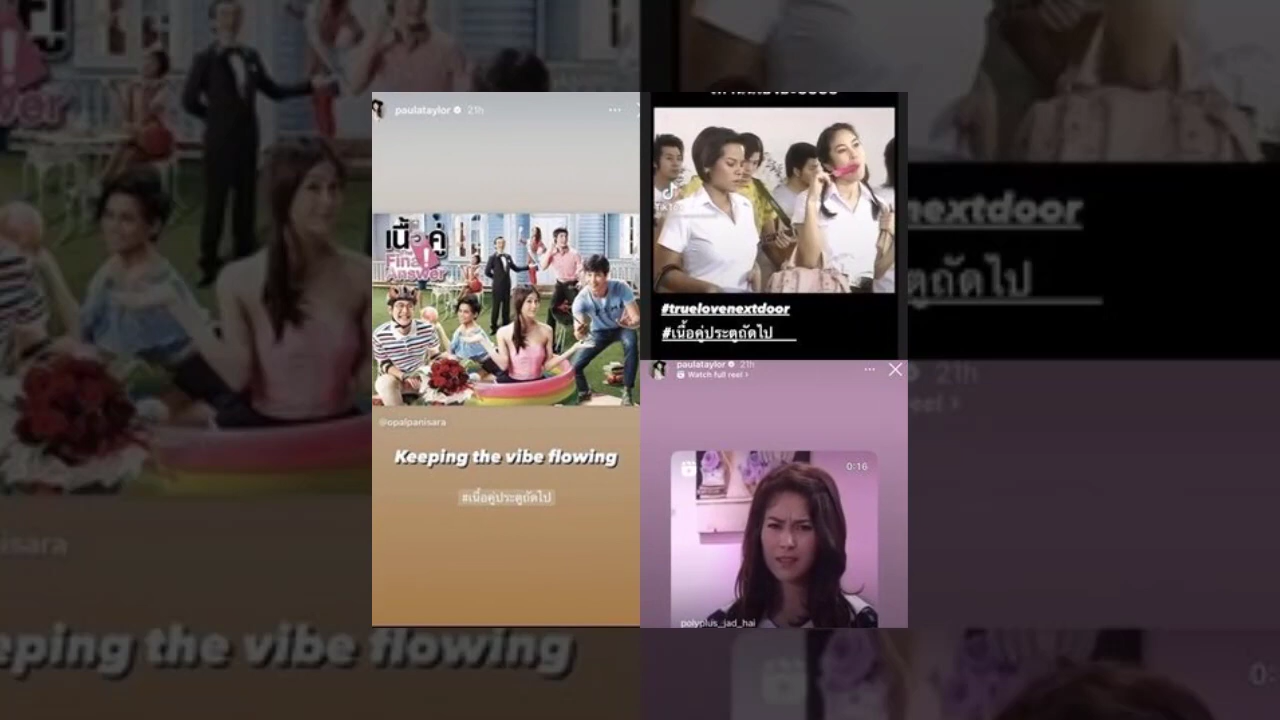 paulataylor 21h
เนื้อคู่
The
Final
Answer
!
@opalpanisara
Keeping the vibe flowing
#เนื้อคู่ประตูถัดไป
#truelovenextdoor
#เนื้อคู่ประตูถัดไป
paulataylor 21h
Watch full reel >
0:16
polyplus_jad_hai
nextdoor
ตูถัดไป
21h
reel >
isara
eping the vibe flowing